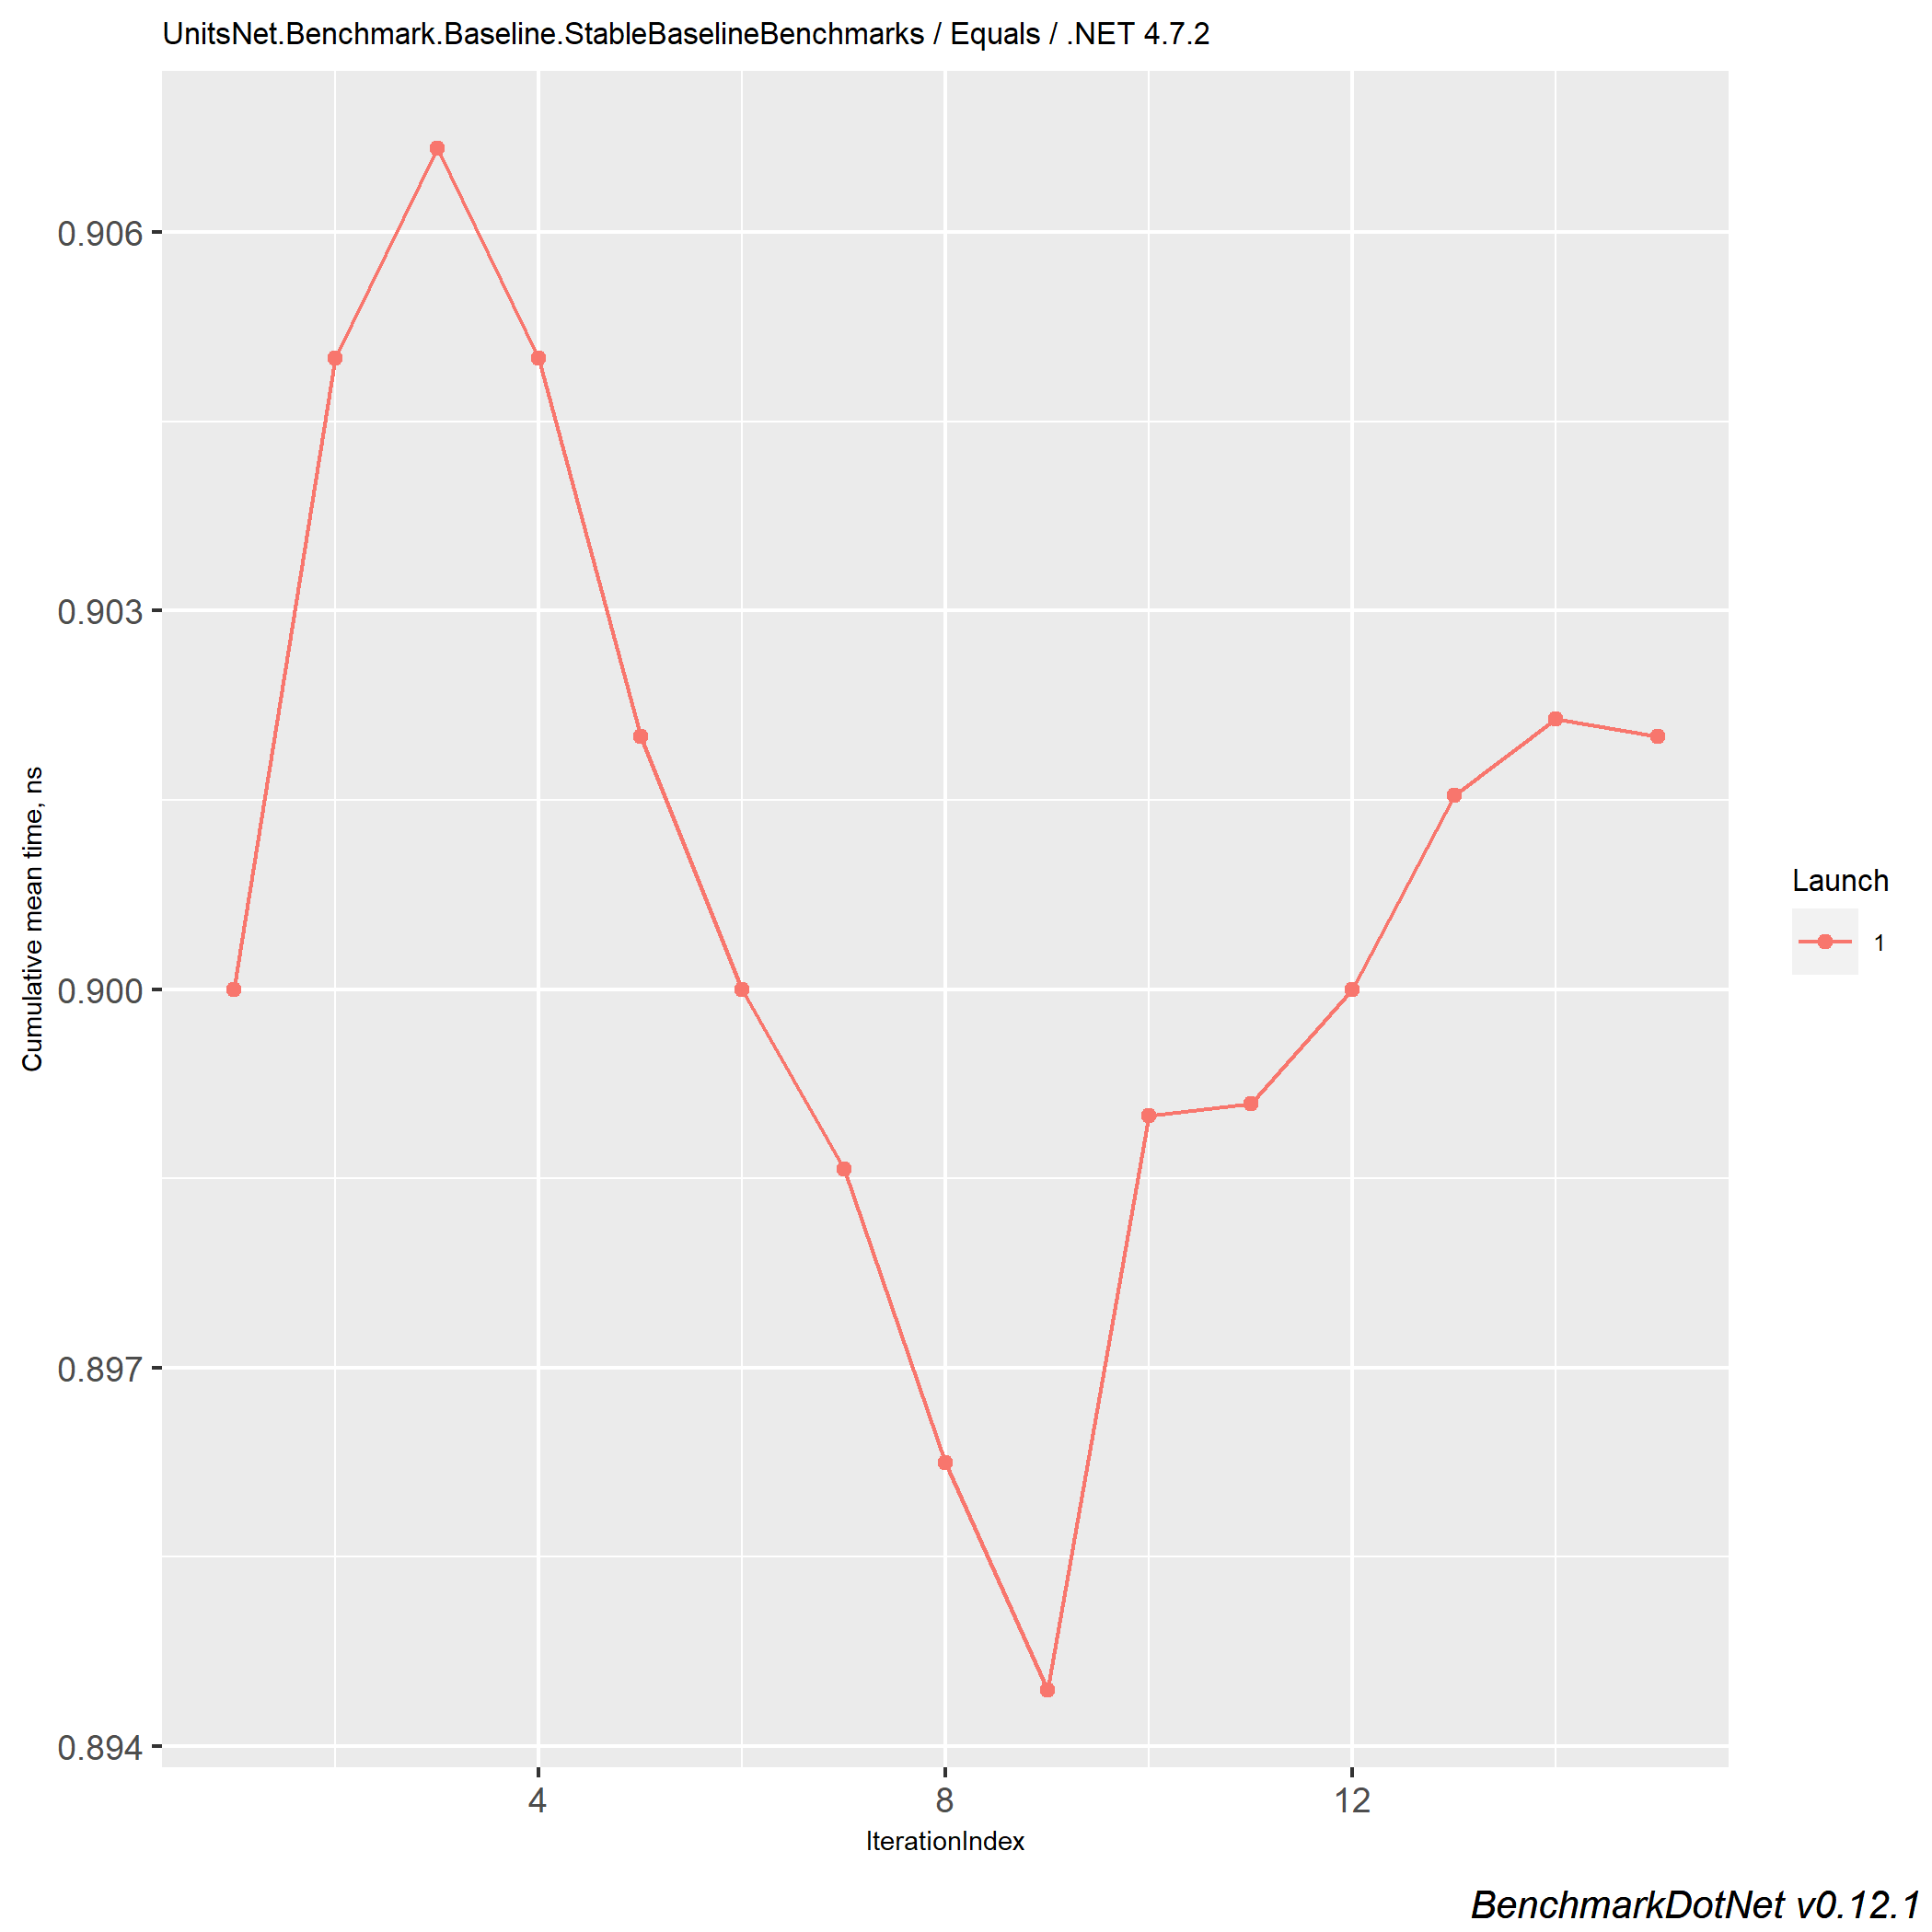 UnitsNet.Benchmark.Baseline.StableBaselineBenchmarks / Equals / .NET 4.7.2
0.906
0.903
0.900
0.897
0.894
Cumulative mean time, ns
4
8
12
IterationIndex
Launch
1
BenchmarkDotNet v0.12.1